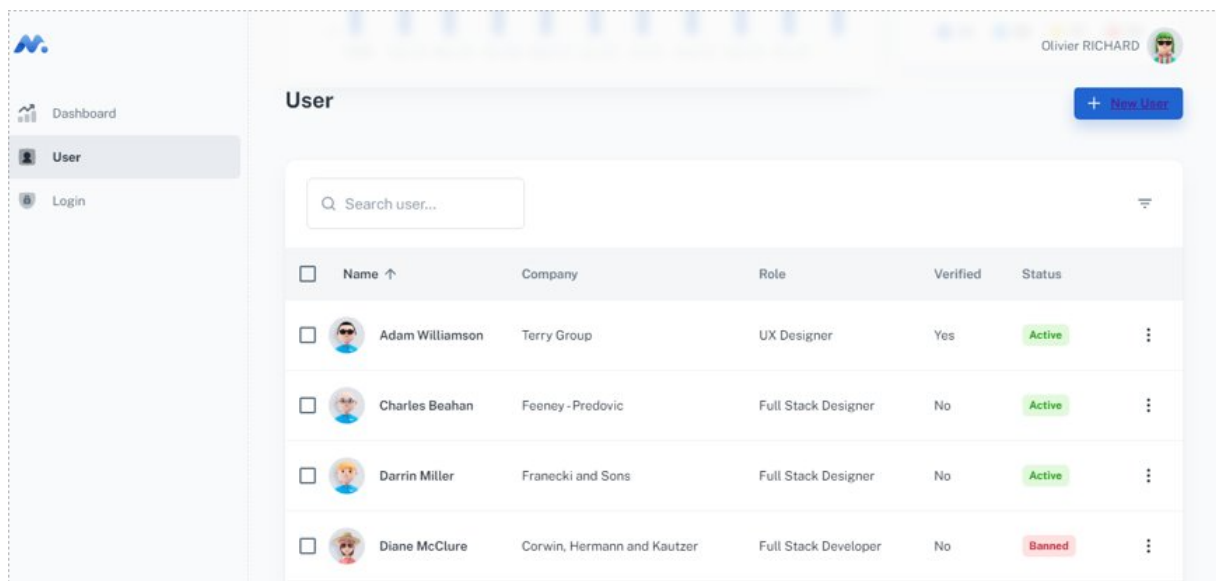 Olivier RICHARD
Dashboard
User
Login
User
New User
Search user...
Name Company Role Verified Status
Adam Williamson Terry Group UX Designer Yes Active
Charles Beahan Feeney - Predovic Full Stack Designer No Active
Darrin Miller Franecki and Sons Full Stack Designer No Active
Diane McClure Corwin, Hermann and Kautzer Full Stack Developer No Banned